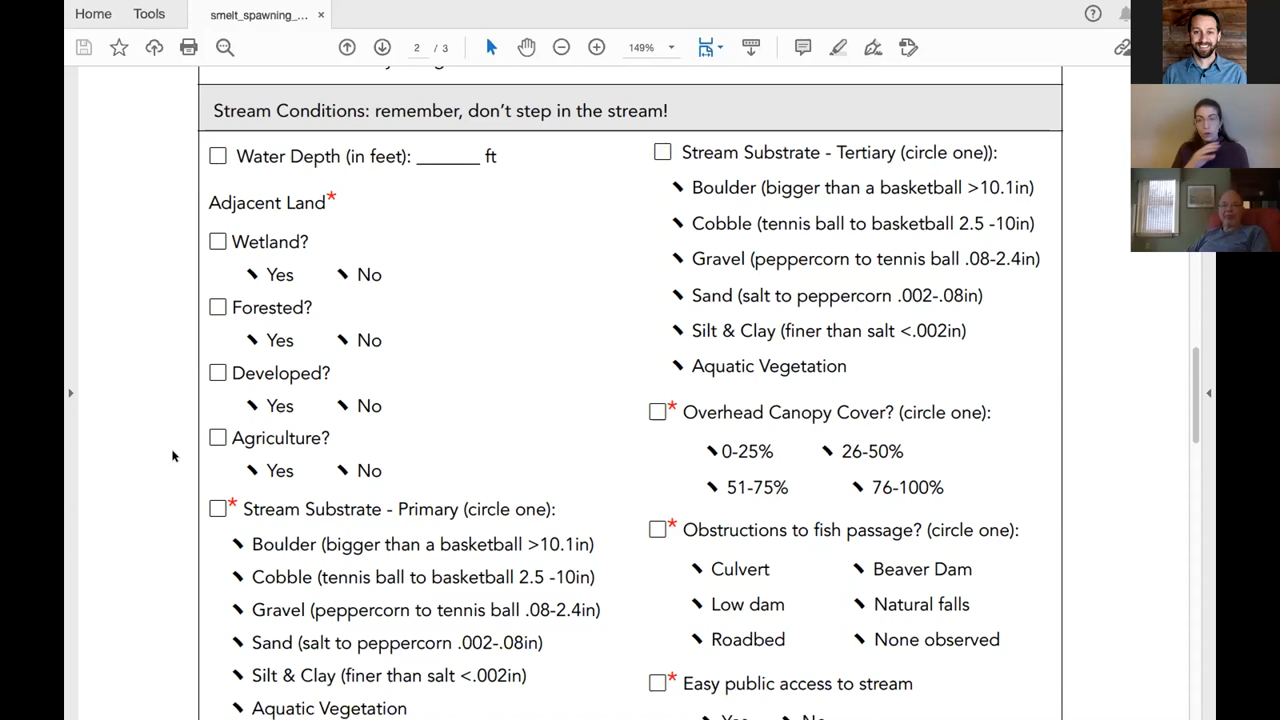 Home
Tools
smelt_spawning_...
×
2 / 3
149%
Stream Conditions: remember, don't step in the stream!
Water Depth (in feet): _______ ft
Adjacent Land*
Wetland?
Yes No
Forested?
Yes No
Developed?
Yes No
Agriculture?
Yes No
* Stream Substrate - Primary (circle one):
Boulder (bigger than a basketball >10.1in)
Cobble (tennis ball to basketball 2.5 -10in)
Gravel (peppercorn to tennis ball .08-2.4in)
Sand (salt to peppercorn .002-.08in)
Silt & Clay (finer than salt <.002in)
Aquatic Vegetation
Stream Substrate - Tertiary (circle one)):
Boulder (bigger than a basketball >10.1in)
Cobble (tennis ball to basketball 2.5 -10in)
Gravel (peppercorn to tennis ball .08-2.4in)
Sand (salt to peppercorn .002-.08in)
Silt & Clay (finer than salt <.002in)
Aquatic Vegetation
* Overhead Canopy Cover? (circle one):
0-25% 26-50%
51-75% 76-100%
* Obstructions to fish passage? (circle one):
Culvert Beaver Dam
Low dam Natural falls
Roadbed None observed
* Easy public access to stream
Yes No